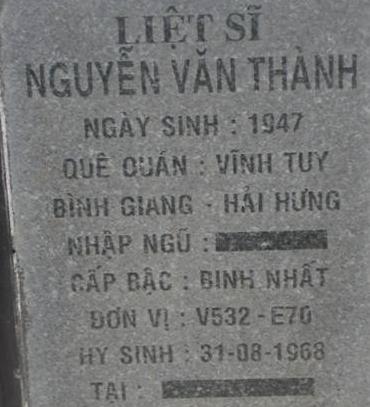 LIỆT SĨ
NGUYỄN VĂN THÀNH
NGÀY SINH : 1947
QUÊ QUÁN : VĨNH TUY
BÌNH GIANG - HẢI HƯNG
NHẬP NGŨ :
CẤP BẬC : BINH NHẤT
ĐƠN VỊ : V532 - E70
HY SINH : 31-08-1968
TẠI :